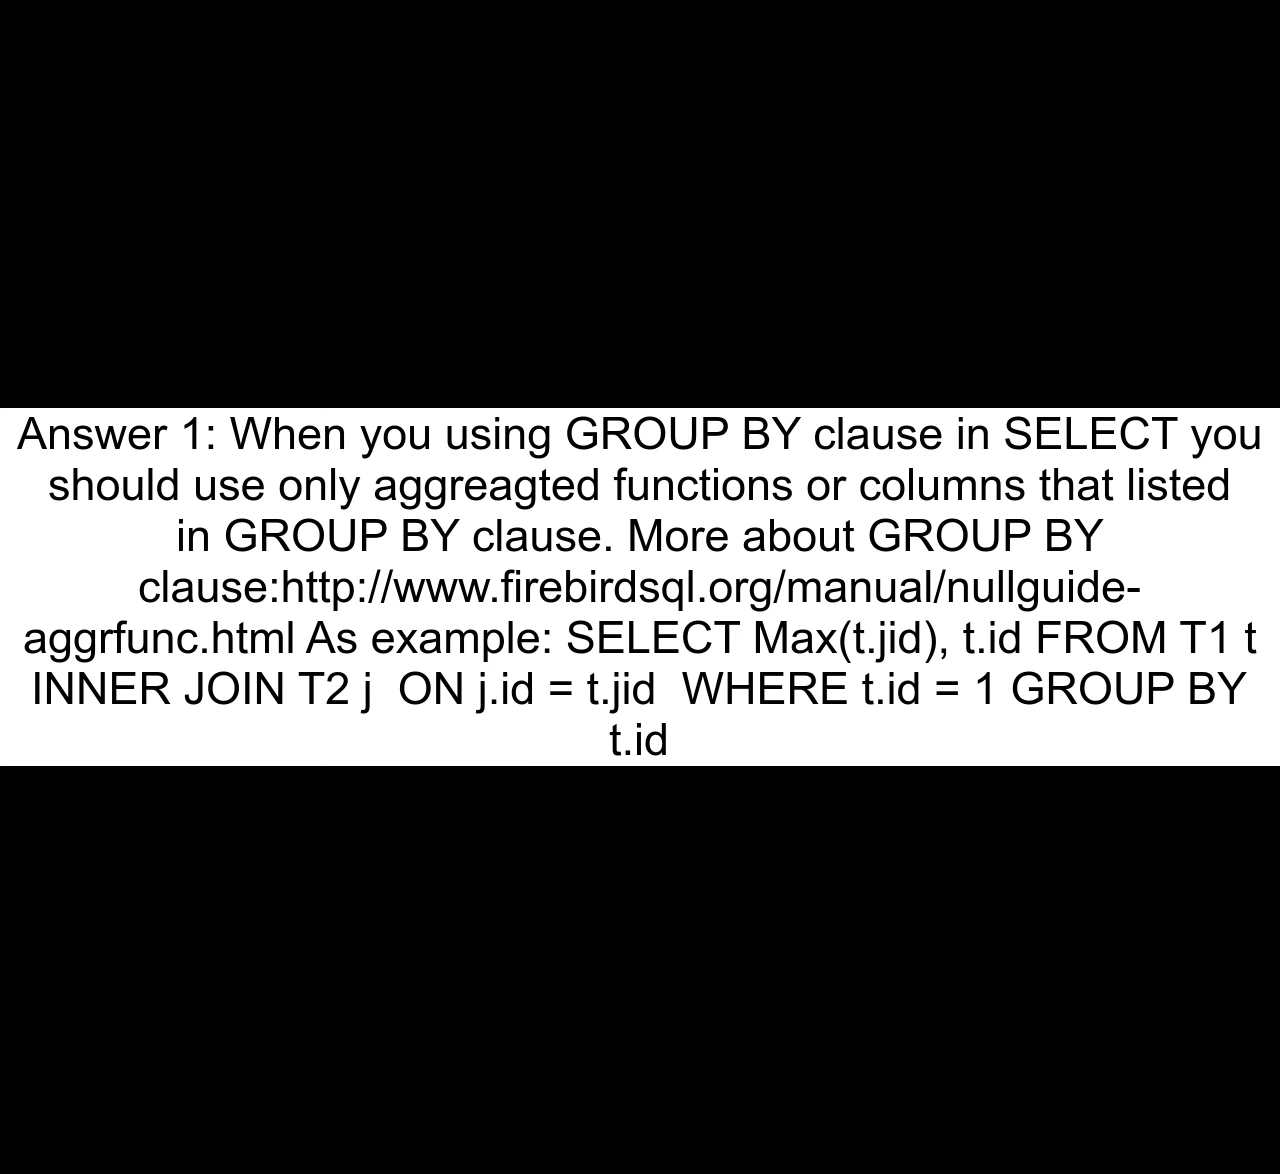 Answer 1: When you using GROUP BY clause in SELECT you
should use only aggreagted functions or columns that listed
in GROUP BY clause. More about GROUP BY
clause:http://www.firebirdsql.org/manual/nullguide-
aggrfunc.html As example: SELECT Max(t.jid), t.id FROM T1 t
INNER JOIN T2 j  ON j.id = t.jid  WHERE t.id = 1 GROUP BY
t.id